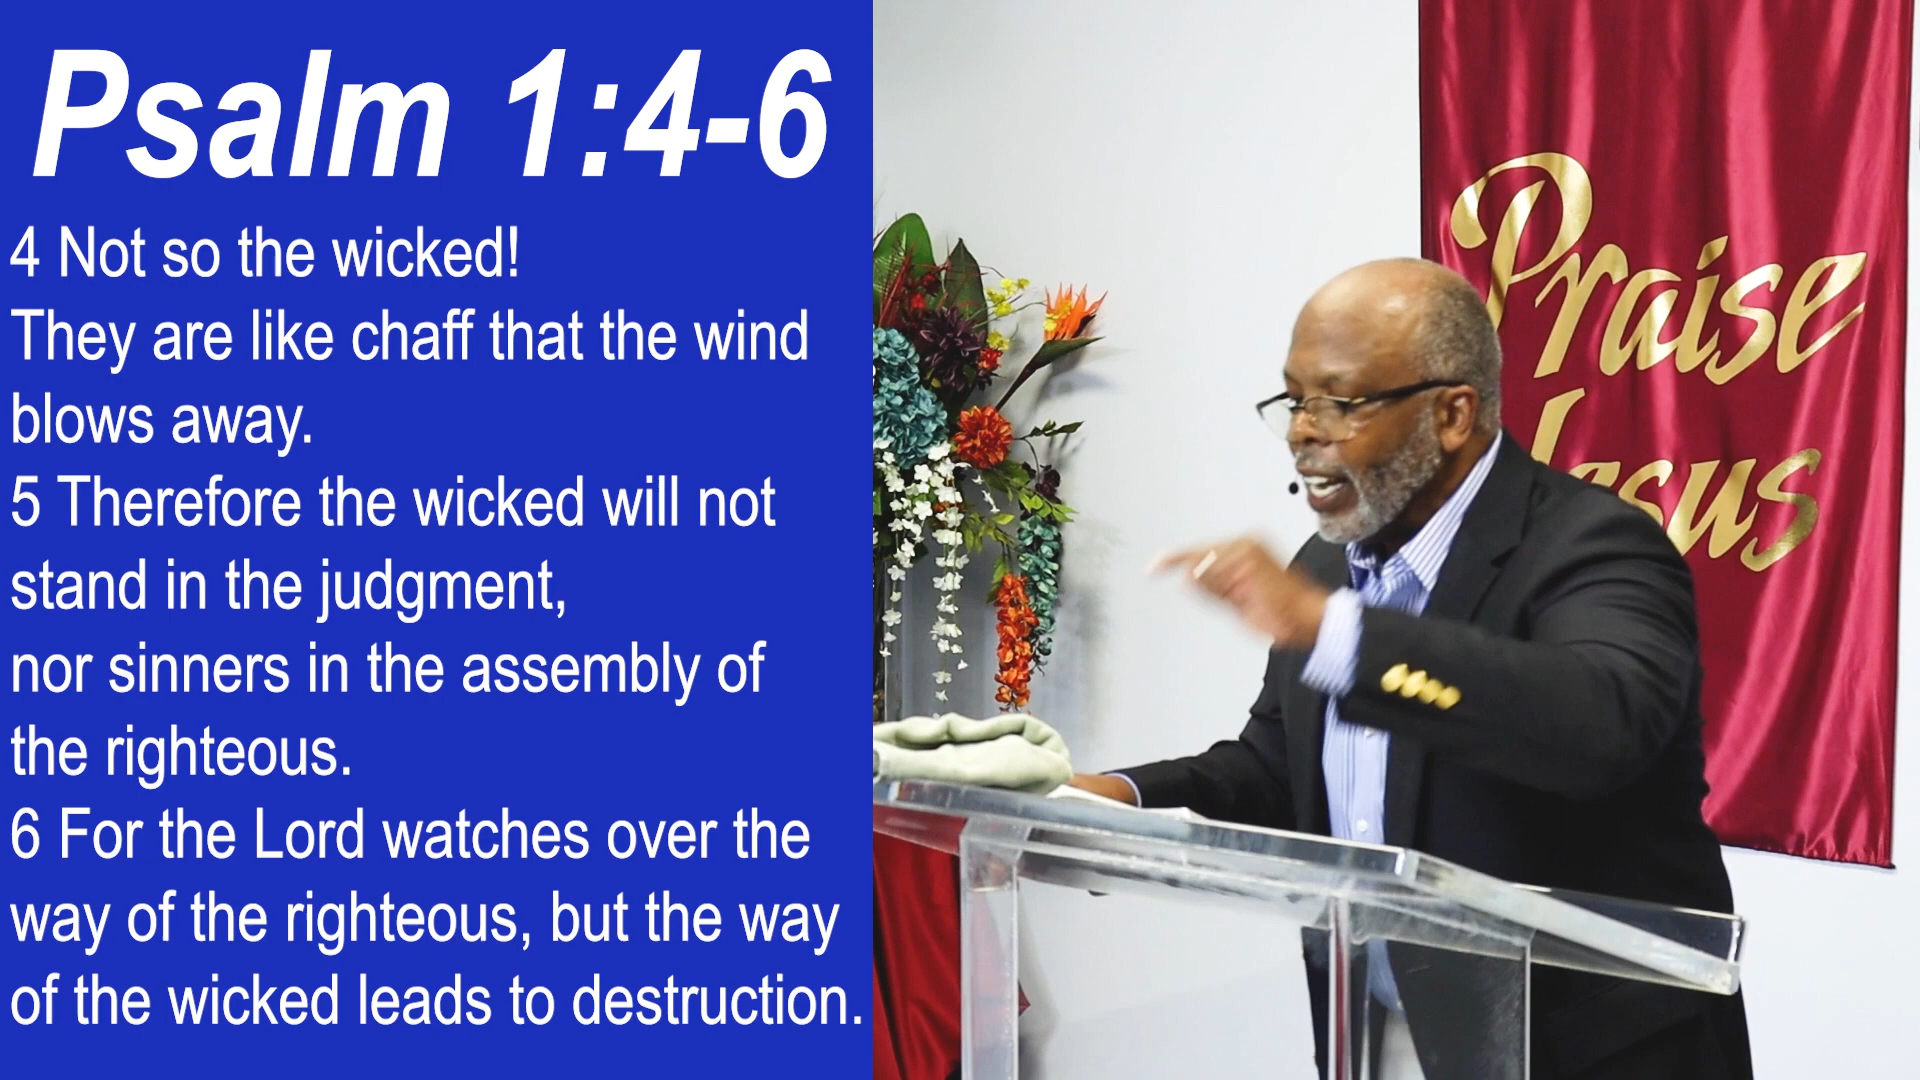 Psalm 1:4-6
4 Not so the wicked!
They are like chaff that the wind
blows away.
5 Therefore the wicked will not
stand in the judgment,
nor sinners in the assembly of
the righteous.
6 For the Lord watches over the
way of the righteous, but the way
of the wicked leads to destruction.
Praise
Jesus